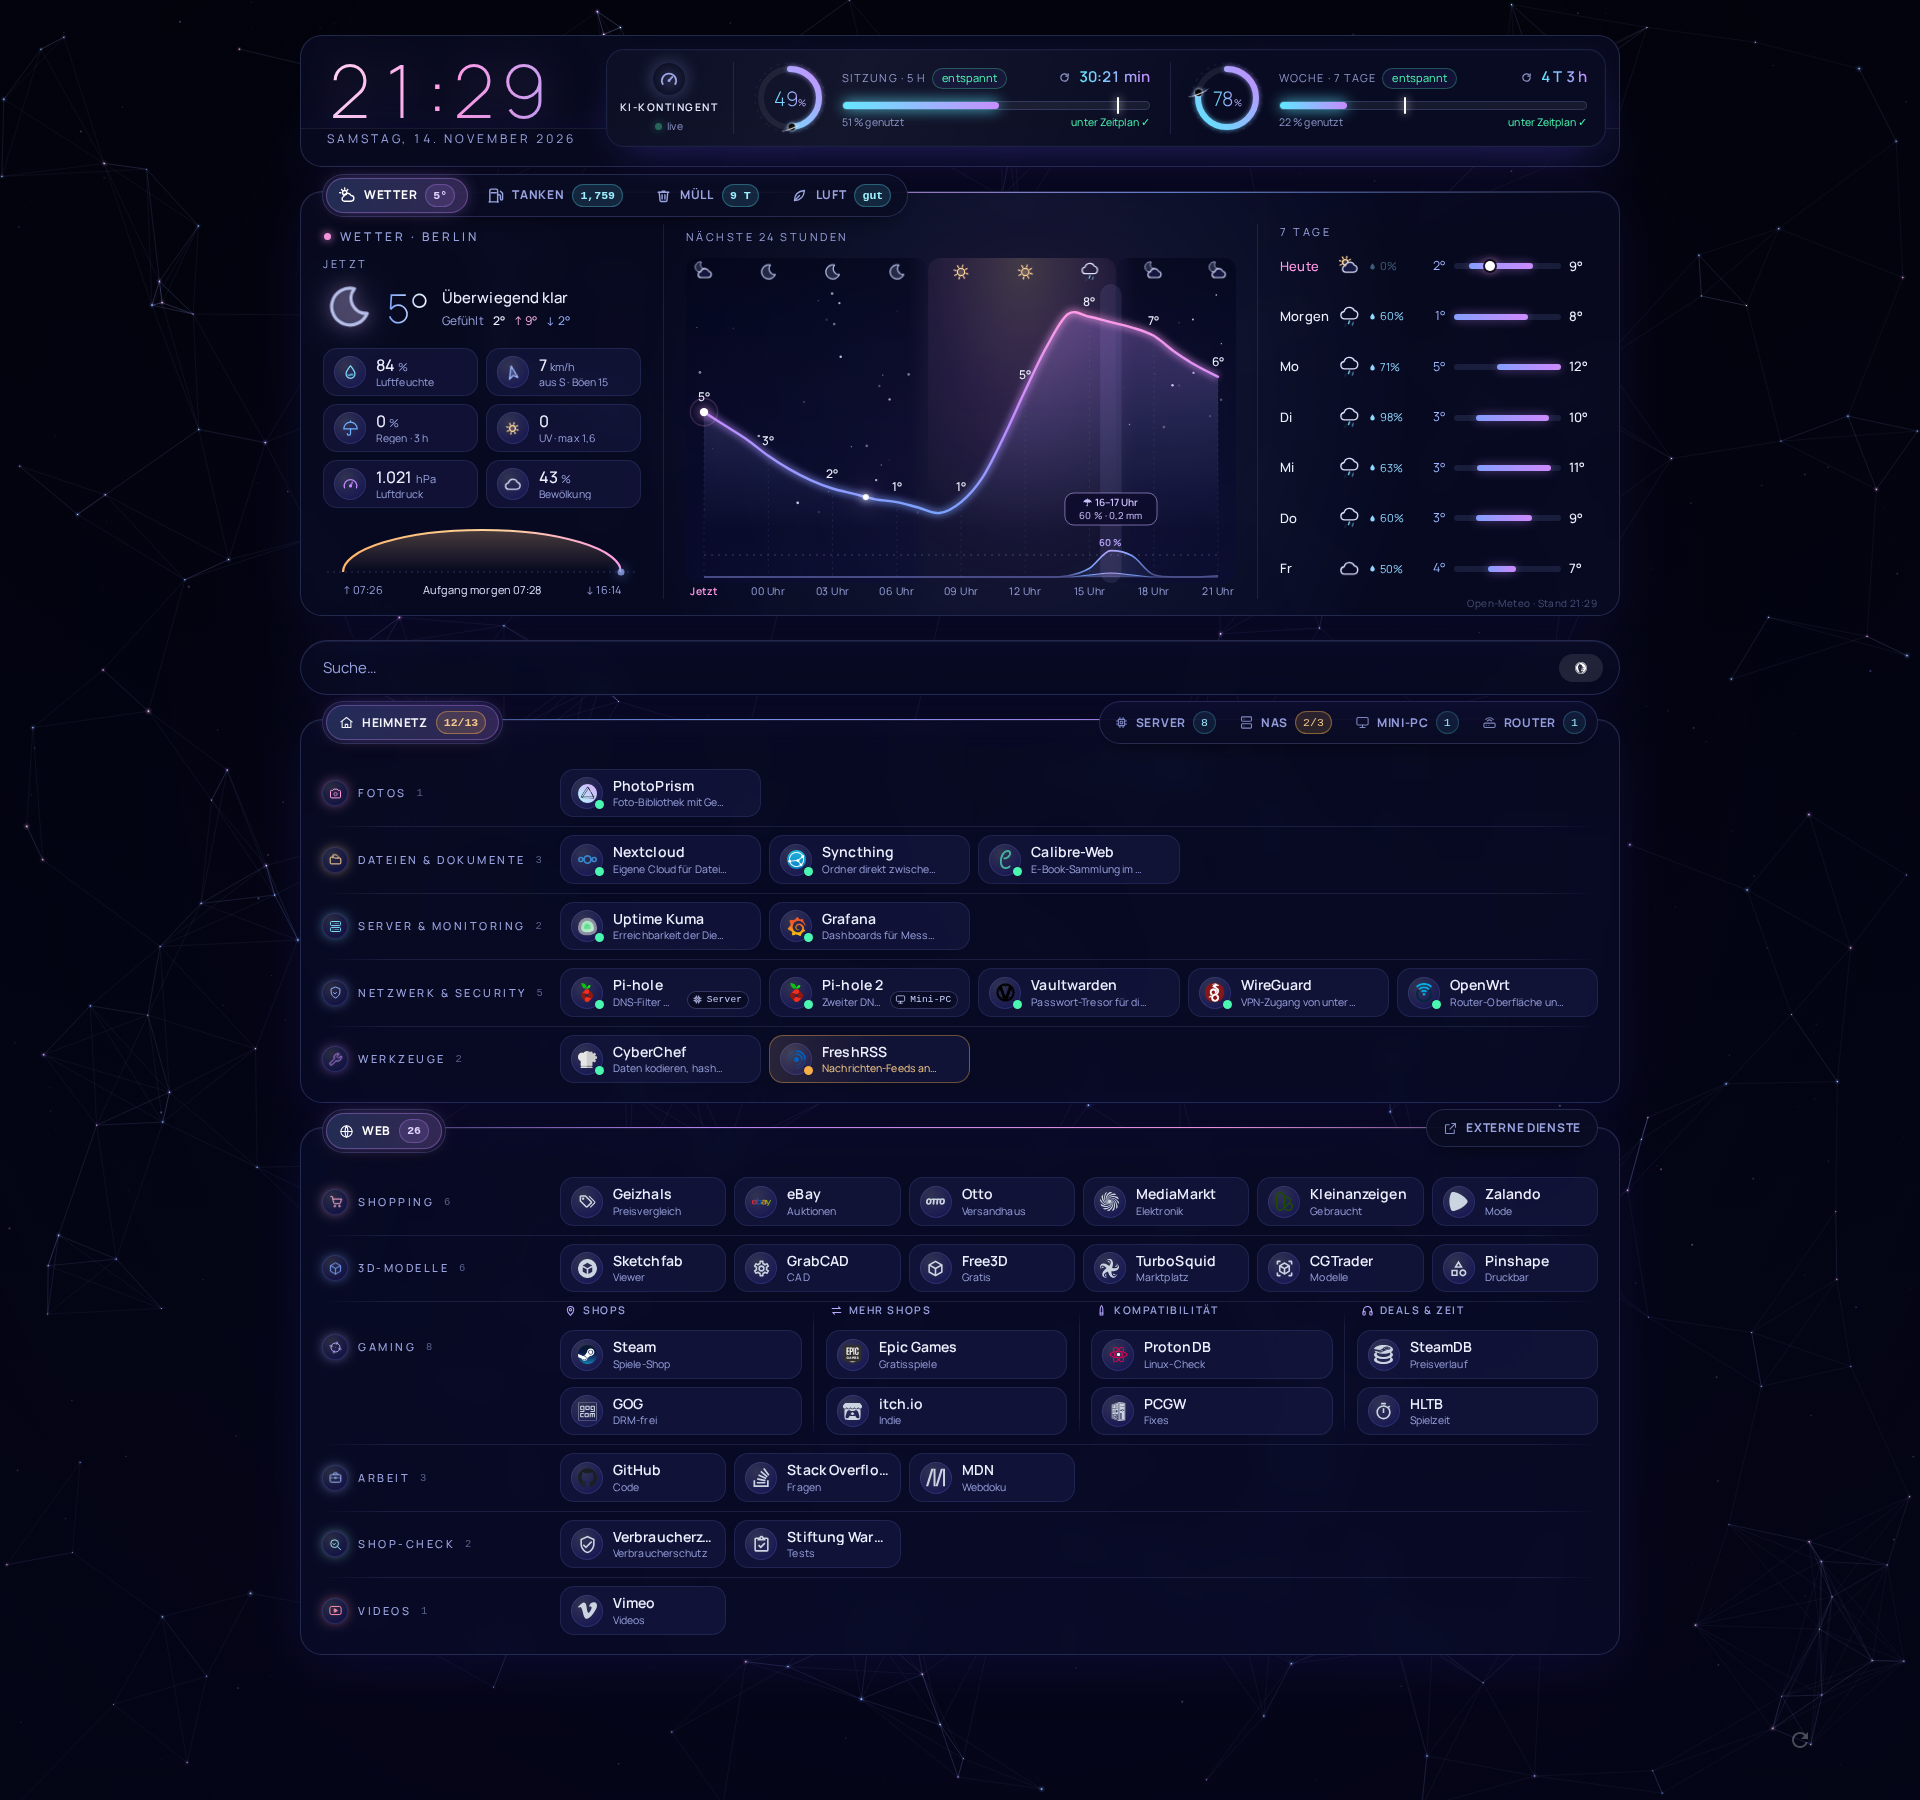 21:29
SAMSTAG, 14. NOVEMBER 2026
KI-KONTINGENT
live
49%
SITZUNG · 5 H entspannt 30:21 min
51 % genutzt unter Zeitplan ✓
78%
WOCHE · 7 TAGE entspannt 4 T 3 h
22 % genutzt unter Zeitplan ✓
WETTER 5° TANKEN 1,759 MÜLL 9 T LUFT gut
WETTER · BERLIN
JETZT
5° Überwiegend klar
Gefühlt 2° ↑ 9° ↓ 2°
84 %
Luftfeuchte
7 km/h
aus S · Böen 15
0 %
Regen · 3 h
0
UV · max 1,6
1.021 hPa
Luftdruck
43 %
Bewölkung
↑ 07:26 Aufgang morgen 07:28 ↓ 16:14
NÄCHSTE 24 STUNDEN
5° 3° 2° 1° 1° 5° 8° 7° 6°
☂ 16–17 Uhr
60 % · 0,2 mm
60 %
Jetzt 00 Uhr 03 Uhr 06 Uhr 09 Uhr 12 Uhr 15 Uhr 18 Uhr 21 Uhr
7 TAGE
Heute 0% 2° 9°
Morgen 60% 1° 8°
Mo 71% 5° 12°
Di 98% 3° 10°
Mi 63% 3° 11°
Do 60% 3° 9°
Fr 50% 4° 7°
Open-Meteo · Stand 21:29
Suche...
HEIMNETZ 12/13 SERVER 8 NAS 2/3 MINI-PC 1 ROUTER 1
FOTOS 1
PhotoPrism
Foto-Bibliothek mit Ge...
DATEIEN & DOKUMENTE 3
Nextcloud
Eigene Cloud für Datei...
Syncthing
Ordner direkt zwische...
Calibre-Web
E-Book-Sammlung im ...
SERVER & MONITORING 2
Uptime Kuma
Erreichbarkeit der Die...
Grafana
Dashboards für Mess...
NETZWERK & SECURITY 5
Pi-hole
DNS-Filter ... Server
Pi-hole 2
Zweiter DN... Mini-PC
Vaultwarden
Passwort-Tresor für di...
WireGuard
VPN-Zugang von unter...
OpenWrt
Router-Oberfläche un...
WERKZEUGE 2
CyberChef
Daten kodieren, hash...
FreshRSS
Nachrichten-Feeds an...
WEB 26 EXTERNE DIENSTE
SHOPPING 6
Geizhals
Preisvergleich
ebay
eBay
Auktionen
OTTO
Otto
Versandhaus
MediaMarkt
Elektronik
Kleinanzeigen
Gebraucht
Zalando
Mode
3D-MODELLE 6
Sketchfab
Viewer
GrabCAD
CAD
Free3D
Gratis
TurboSquid
Marktplatz
CGTrader
Modelle
Pinshape
Druckbar
GAMING 8
SHOPS
Steam
Spiele-Shop
GOG
DRM-frei
MEHR SHOPS
EPIC GAMES
Epic Games
Gratisspiele
itch.io
Indie
KOMPATIBILITÄT
ProtonDB
Linux-Check
PCGW
Fixes
DEALS & ZEIT
SteamDB
Preisverlauf
HLTB
Spielzeit
ARBEIT 3
GitHub
Code
Stack Overflo...
Fragen
MDN
Webdoku
SHOP-CHECK 2
Verbraucherz...
Verbraucherschutz
Stiftung War...
Tests
VIDEOS 1
Vimeo
Videos